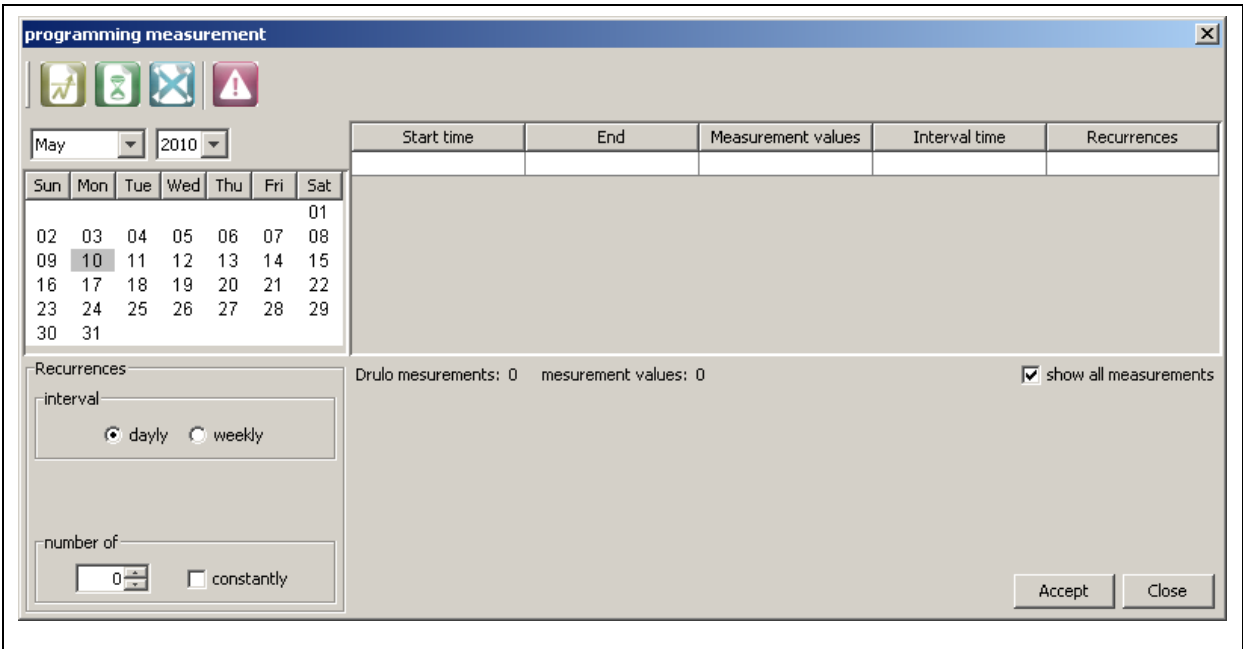 programming measurement
May 2010
Start time End Measurement values Interval time Recurrences
Sun Mon Tue Wed Thu Fri Sat
01
02 03 04 05 06 07 08
09 10 11 12 13 14 15
16 17 18 19 20 21 22
23 24 25 26 27 28 29
30 31
Recurrences
interval
dayly weekly
number of
0 constantly
Drulo mesurements: 0 mesurement values: 0 show all measurements
Accept Close